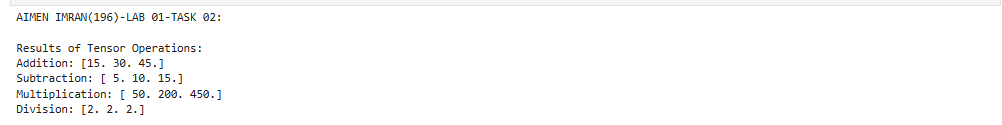 AIMEN IMRAN(196)-LAB 01-TASK 02:
Results of Tensor Operations:
Addition: [15. 30. 45.]
Subtraction: [ 5. 10. 15.]
Multiplication: [ 50. 200. 450.]
Division: [2. 2. 2.]